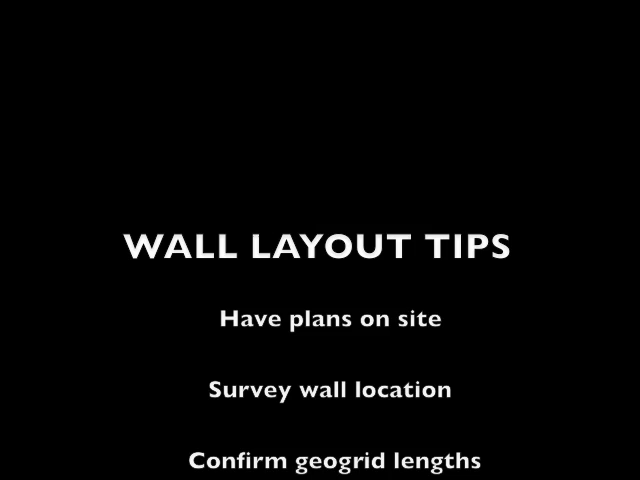 WALL LAYOUT TIPS
Have plans on site
Survey wall location
Confirm geogrid lengths